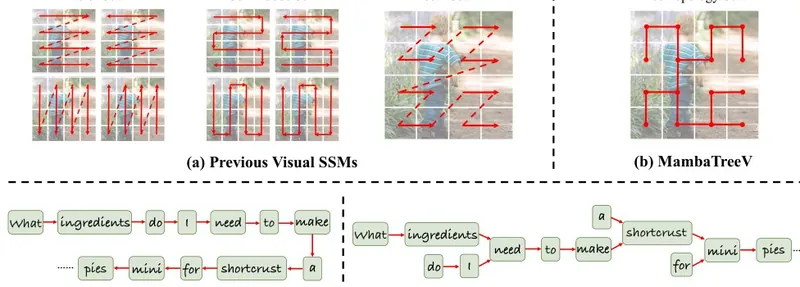 (a) Previous Visual SSMs
(b) MambaTreeV
What ingredients do I need to make
...... pies mini for shortcrust a
a
shortcrust
What ingredients
need to make
mini pies ...
do I
for